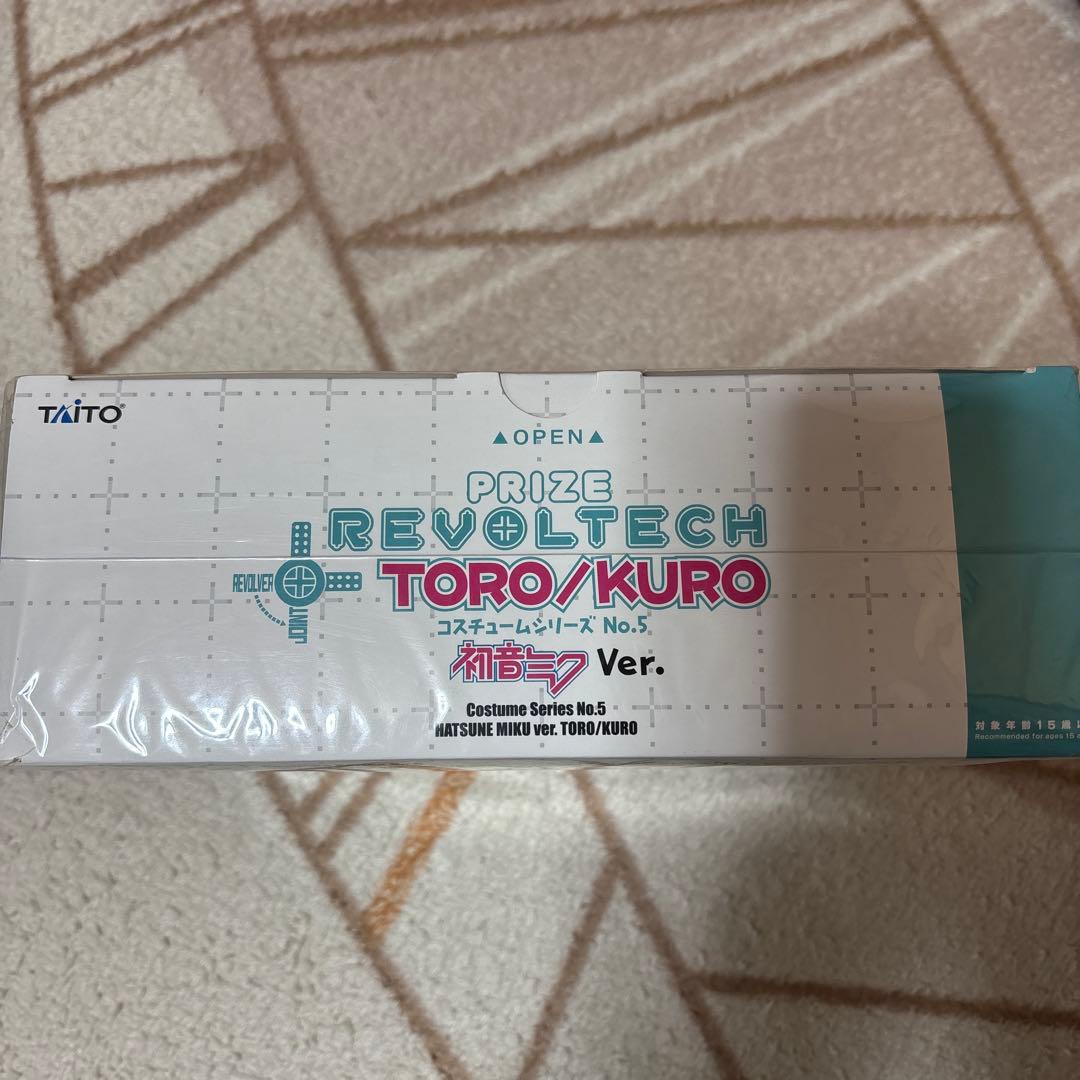 TAITO
▲OPEN▲
PRIZE
REVOLTECH
REVOLVER
JOINT
TORO/KURO
コスチュームシリーズ No.5
初音ミク Ver.
Costume Series No.5
HATSUNE MIKU ver. TORO/KURO
対象年齢15歳
Recommended for ages 15